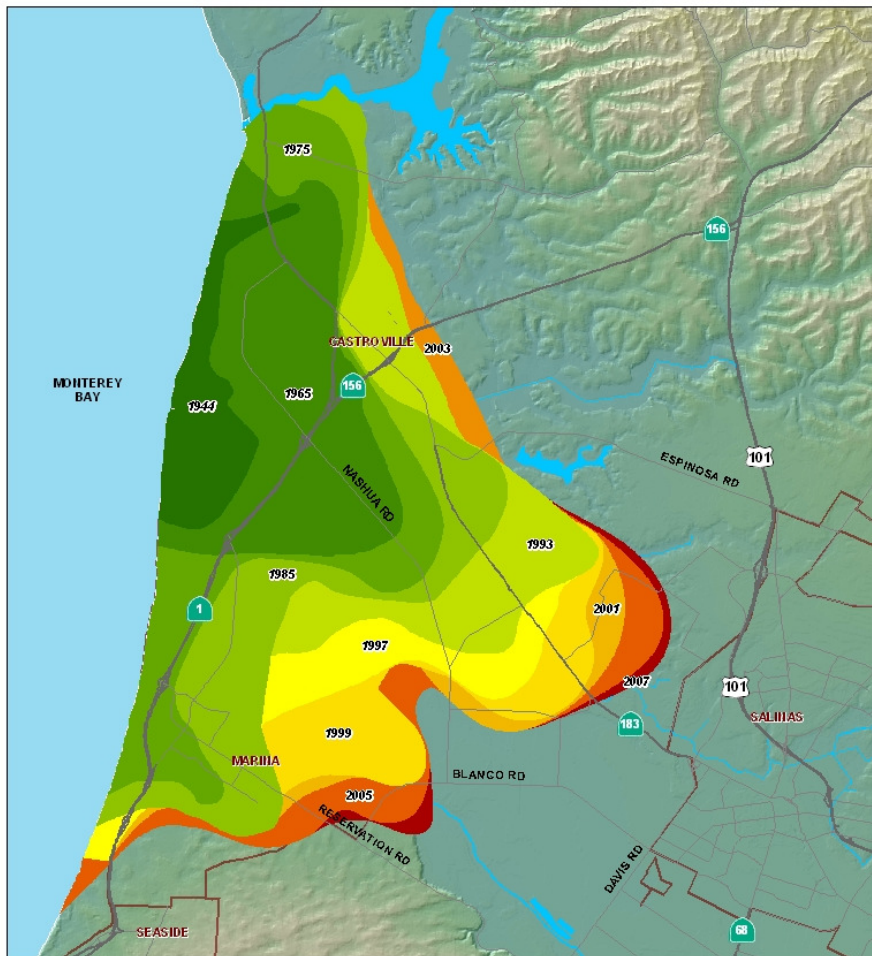 1975
156
CASTROVILLE
2003
MONTEREY
BAY
156
1965
1944
101
ESPINOSA RD
NASHUA RD
1993
1985
1
2001
1997
2007
101
SALINAS
183
1999
MARINA
BLANCO RD
2005
RESERVATION RD
DAVIS RD
SEASIDE
68